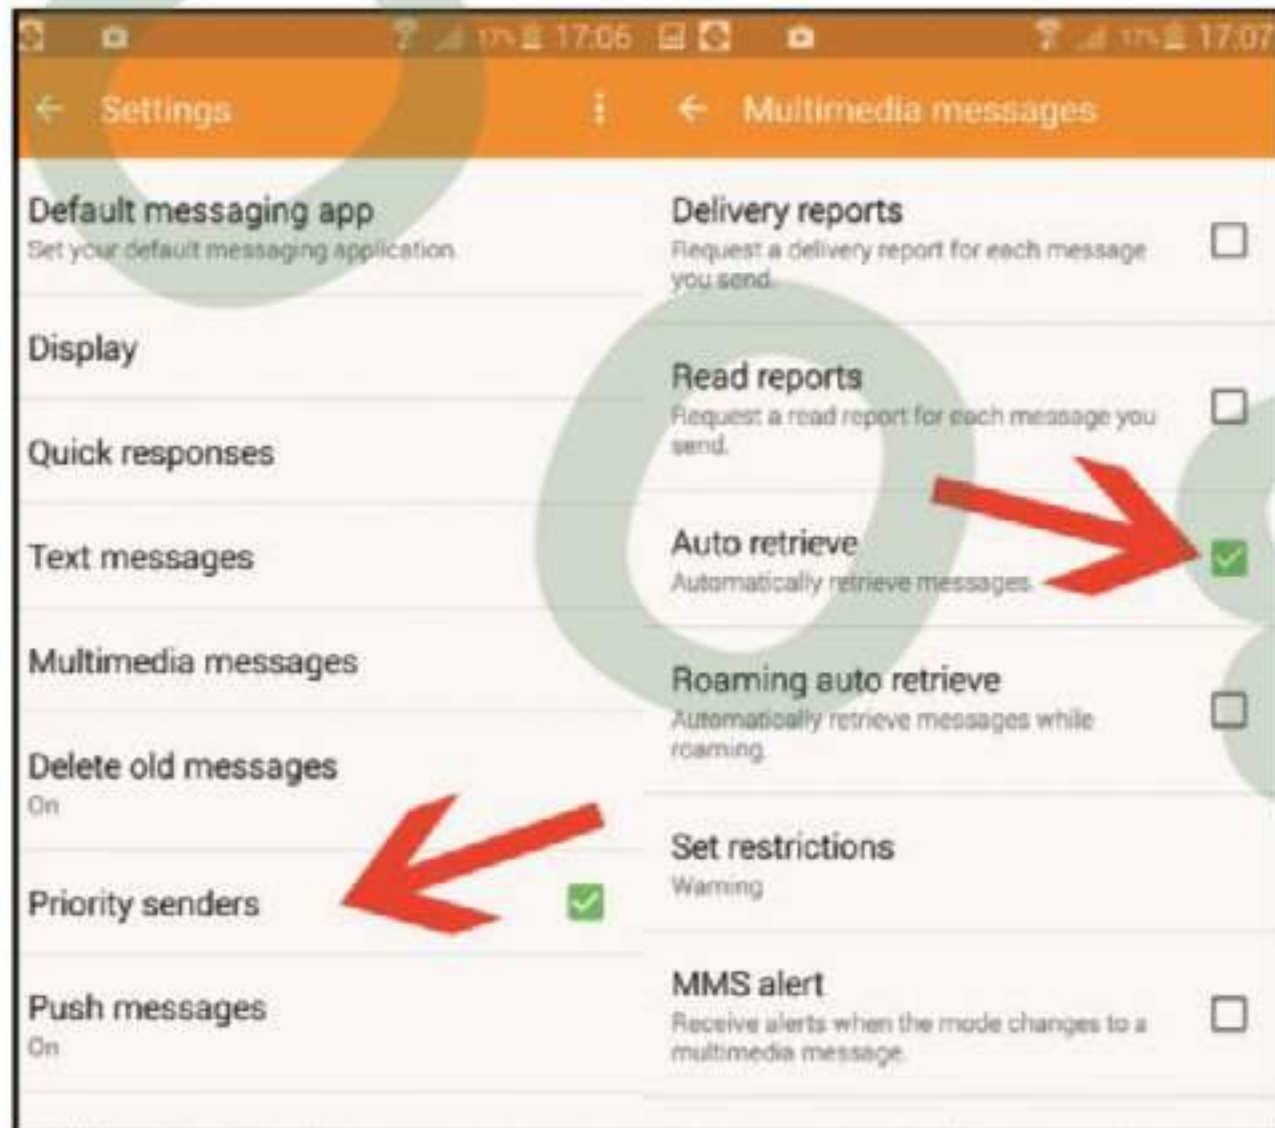 17% 17:06
Settings
Default messaging app
Set your default messaging application.
Display
Quick responses
Text messages
Multimedia messages
Delete old messages
On
Priority senders
Push messages
On
17% 17:07
Multimedia messages
Delivery reports
Request a delivery report for each message
you send.
Read reports
Request a read report for each message you
send.
Auto retrieve
Automatically retrieve messages.
Roaming auto retrieve
Automatically retrieve messages while
roaming.
Set restrictions
Warning
MMS alert
Receive alerts when the mode changes to a
multimedia message.